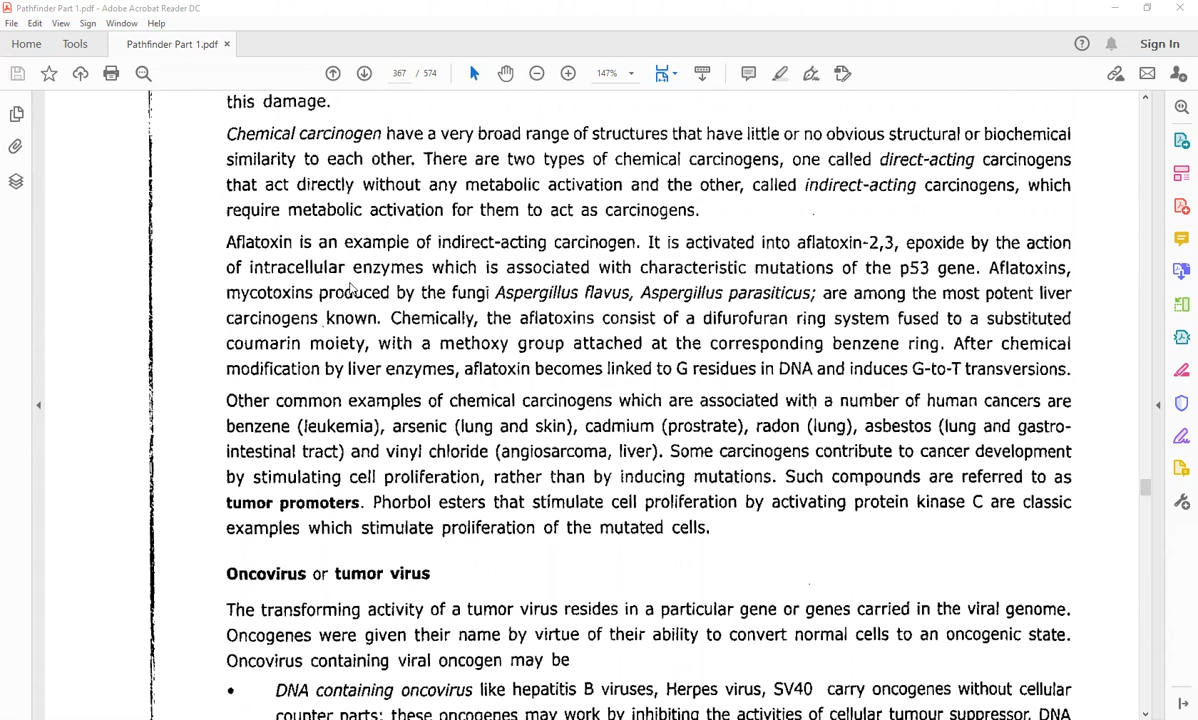 Pathfinder Part 1.pdf - Adobe Acrobat Reader DC
File Edit View Sign Window Help
Home Tools Pathfinder Part 1.pdf × Sign In
367 / 574 147%
this damage.
Chemical carcinogen have a very broad range of structures that have little or no obvious structural or biochemical
similarity to each other. There are two types of chemical carcinogens, one called direct-acting carcinogens
that act directly without any metabolic activation and the other, called indirect-acting carcinogens, which
require metabolic activation for them to act as carcinogens.
Aflatoxin is an example of indirect-acting carcinogen. It is activated into aflatoxin-2,3, epoxide by the action
of intracellular enzymes which is associated with characteristic mutations of the p53 gene. Aflatoxins,
mycotoxins produced by the fungi Aspergillus flavus, Aspergillus parasiticus; are among the most potent liver
carcinogens known. Chemically, the aflatoxins consist of a difurofuran ring system fused to a substituted
coumarin moiety, with a methoxy group attached at the corresponding benzene ring. After chemical
modification by liver enzymes, aflatoxin becomes linked to G residues in DNA and induces G-to-T transversions.
Other common examples of chemical carcinogens which are associated with a number of human cancers are
benzene (leukemia), arsenic (lung and skin), cadmium (prostrate), radon (lung), asbestos (lung and gastro-
intestinal tract) and vinyl chloride (angiosarcoma, liver). Some carcinogens contribute to cancer development
by stimulating cell proliferation, rather than by inducing mutations. Such compounds are referred to as
tumor promoters. Phorbol esters that stimulate cell proliferation by activating protein kinase C are classic
examples which stimulate proliferation of the mutated cells.
Oncovirus or tumor virus
The transforming activity of a tumor virus resides in a particular gene or genes carried in the viral genome.
Oncogenes were given their name by virtue of their ability to convert normal cells to an oncogenic state.
Oncovirus containing viral oncogen may be
• DNA containing oncovirus like hepatitis B viruses, Herpes virus, SV40 carry oncogenes without cellular
counter parts; these oncogenes may work by inhibiting the activities of cellular tumour suppressor. DNA